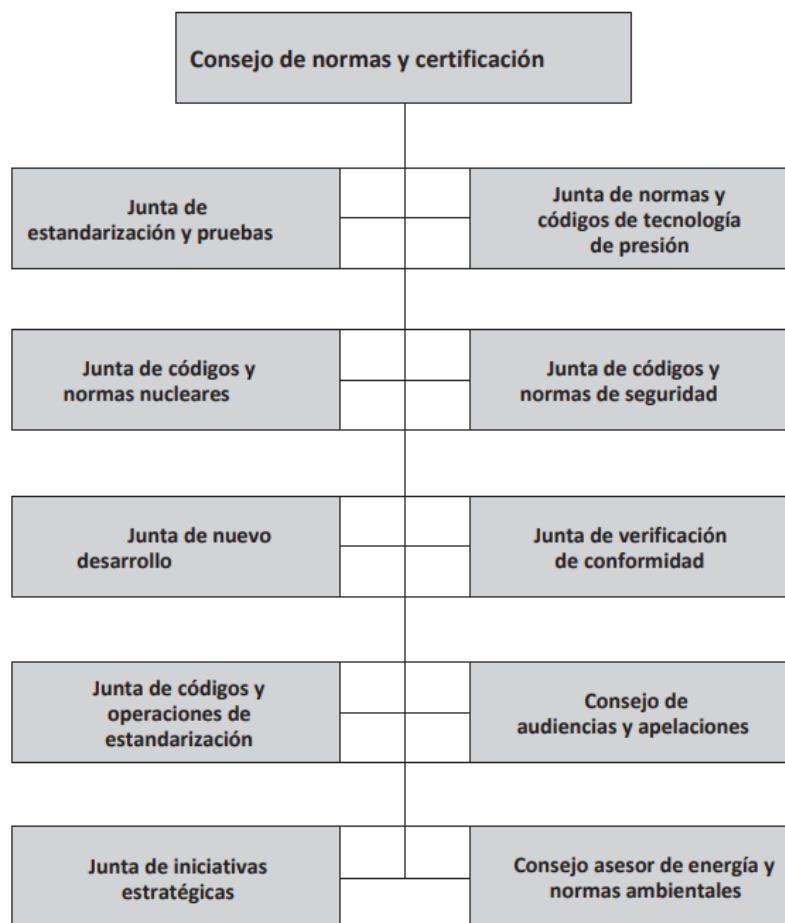 Consejo de normas y certificación
Junta de
estandarización y pruebas
Junta de normas y
códigos de tecnología
de presión
Junta de códigos y
normas nucleares
Junta de códigos y
normas de seguridad
Junta de nuevo
desarrollo
Junta de verificación
de conformidad
Junta de códigos y
operaciones de
estandarización
Consejo de
audiencias y apelaciones
Junta de iniciativas
estratégicas
Consejo asesor de energía y
normas ambientales